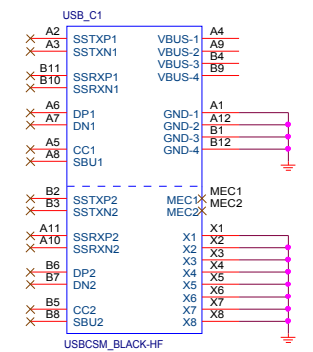 USB_C1
A2 SSTXP1 VBUS-1 A4
A3 SSTXN1 VBUS-2 A9
VBUS-3 B4
B11 SSRXP1 VBUS-4 B9
B10 SSRXN1
A6 DP1 GND-1 A1
A7 DN1 GND-2 A12
GND-3 B1
A5 CC1 GND-4 B12
A8 SBU1
B2 SSTXP2 MEC1 MEC1
B3 SSTXN2 MEC2 MEC2
A11 SSRXP2 X1 X1
A10 SSRXN2 X2 X2
X3 X3
B6 DP2 X4 X4
B7 DN2 X5 X5
X6 X6
B5 CC2 X7 X7
B8 SBU2 X8 X8
USBCSM_BLACK-HF